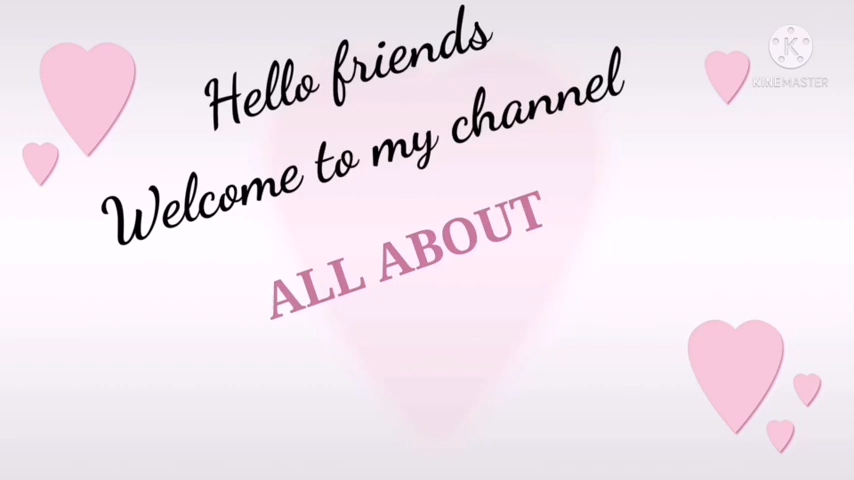 Hello friends
K
KINEMASTER
Welcome to my channel
ALL ABOUT